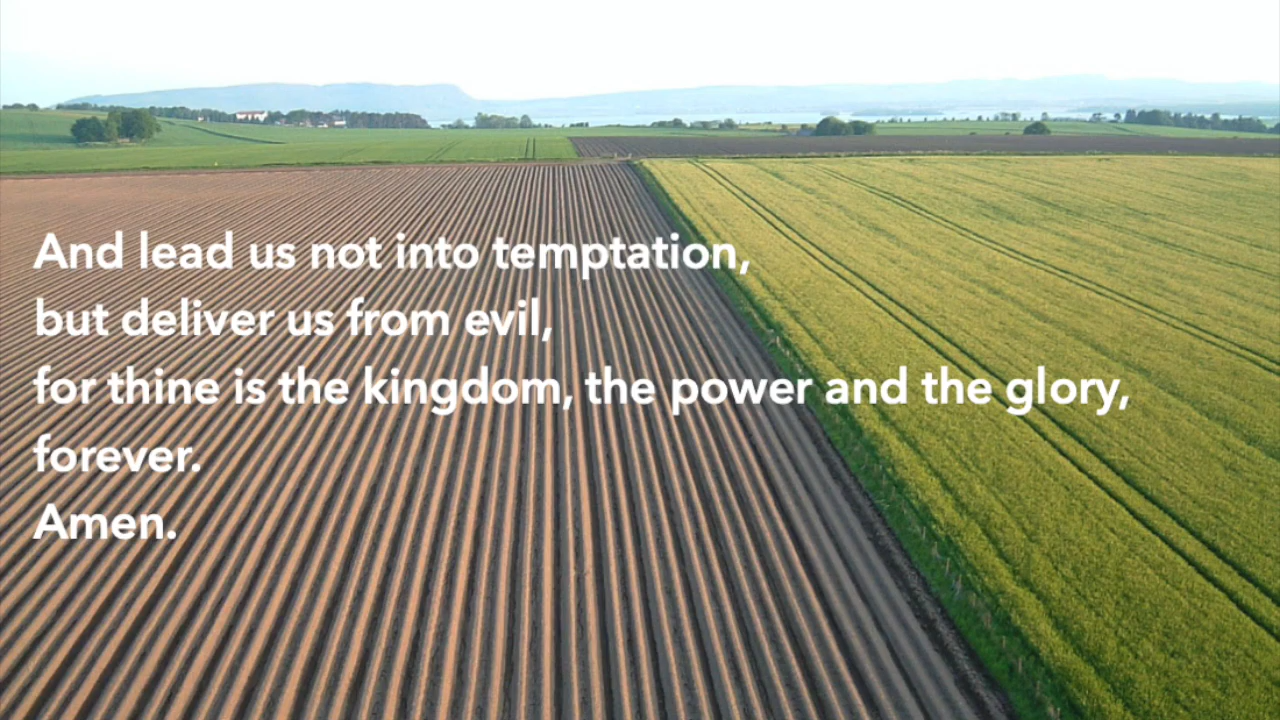 And lead us not into temptation,
but deliver us from evil,
for thine is the kingdom, the power and the glory,
forever.
Amen.